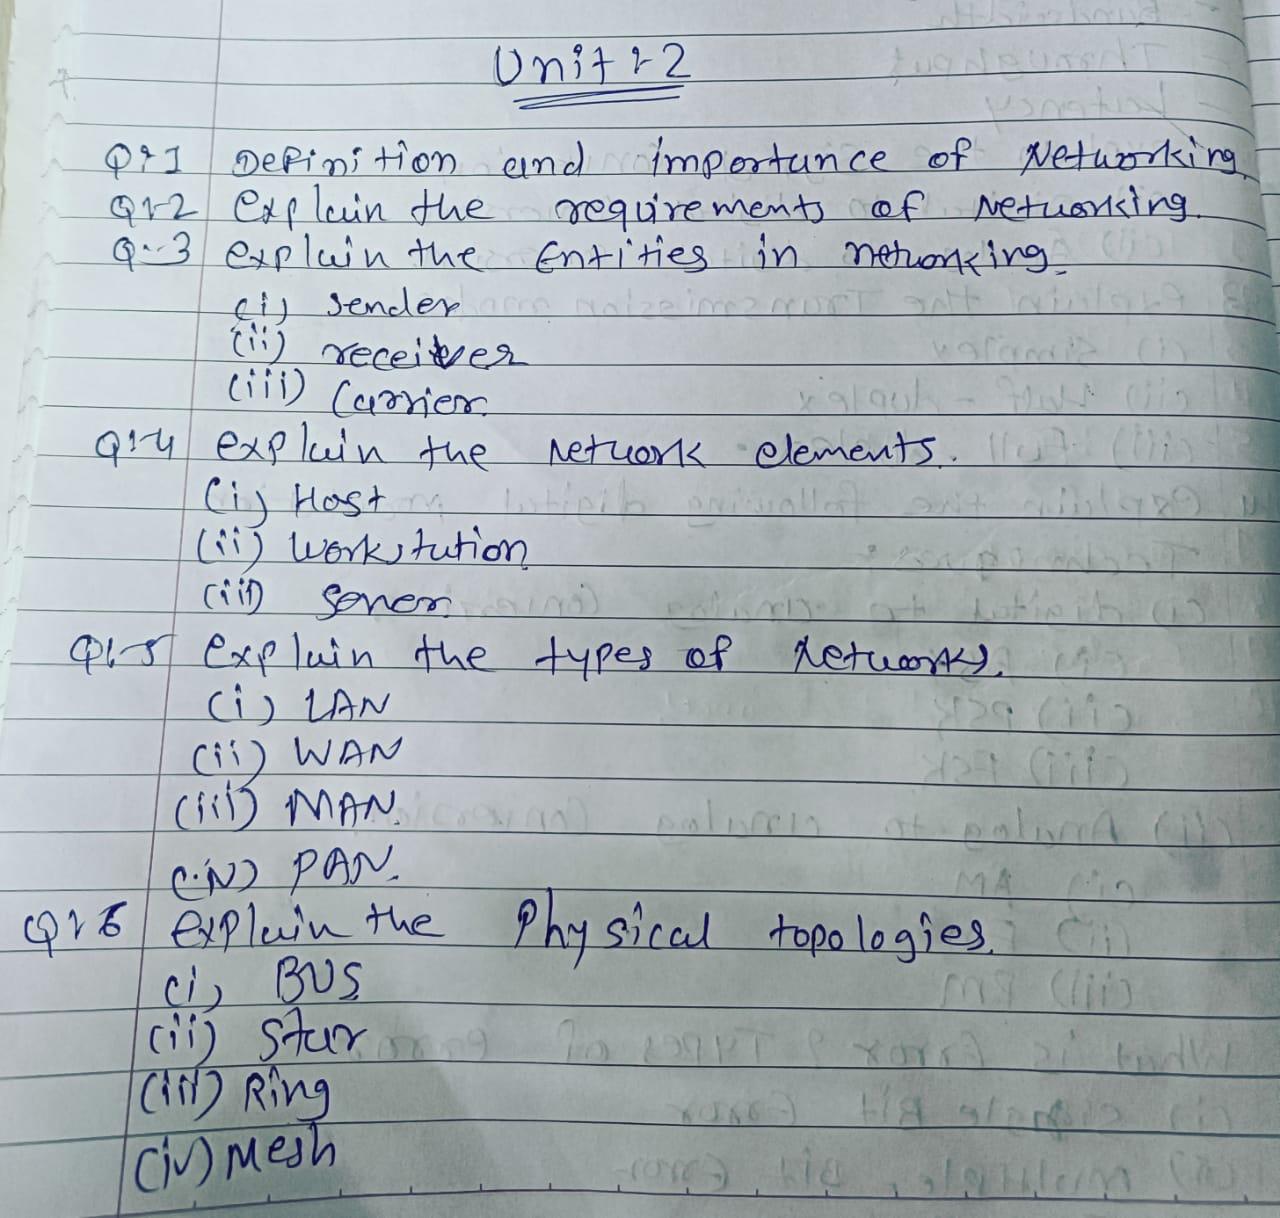 Unit :- 2
Q:1 Definition and importance of Networking.
Q:-2 explain the requirements of Networking.
Q:-3 explain the Entities in networking.
(i) sender
(ii) receiver
(iii) Carrier.
Q:-4 explain the network elements.
(i) Host
(ii) Workstation
(iii) Server
Q:-5 explain the types of Networks.
(i) LAN
(ii) WAN
(iii) MAN.
(iv) PAN.
Q:6 explain the Physical topologies.
(i) BUS
(ii) Star
(iii) Ring
(iv) Mesh